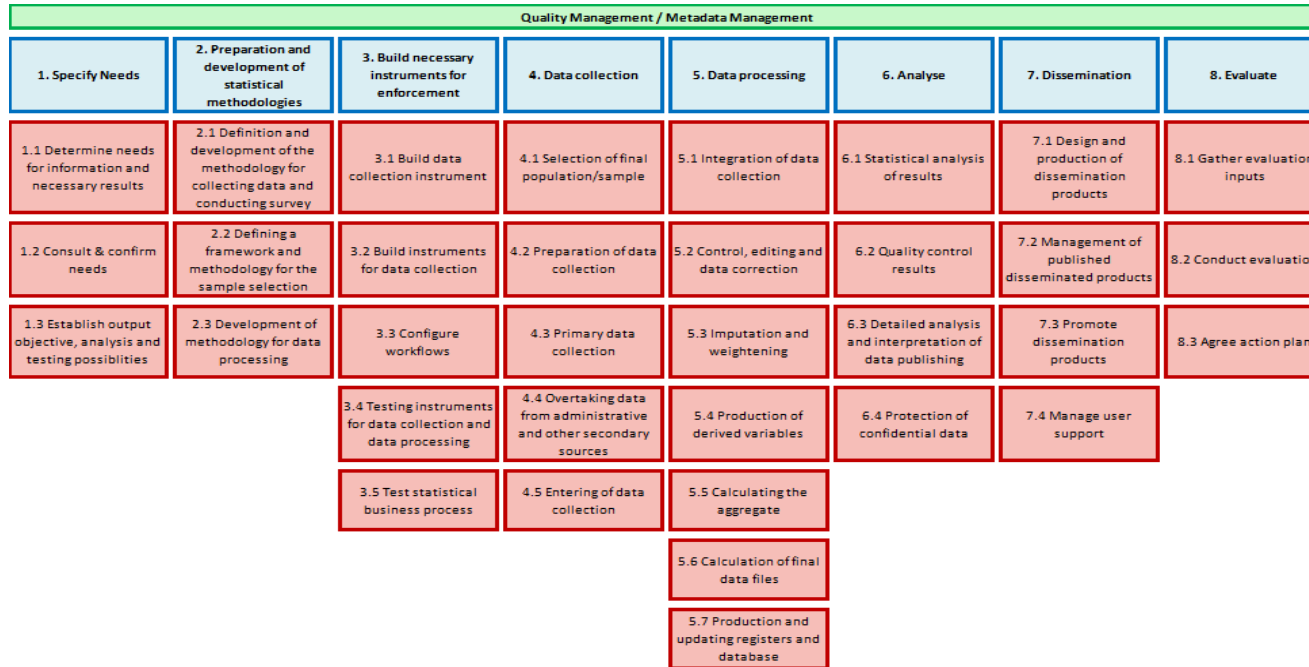 Quality Management / Metadata Management
1. Specify Needs
2. Preparation and
development of
statistical
methodologies
3. Build necessary
instruments for
enforcement
4. Data collection
5. Data processing
6. Analyse
7. Dissemination
8. Evaluate
1.1 Determine needs
for information and
necessary results
2.1 Definition and
development of the
methodology for
collecting data and
conducting survey
3.1 Build data
collection instrument
4.1 Selection of final
population/sample
5.1 Integration of data
collection
6.1 Statistical analysis
of results
7.1 Design and
production of
dissemination
products
8.1 Gather evaluation
inputs
1.2 Consult & confirm
needs
2.2 Defining a
framework and
methodology for the
sample selection
3.2 Build instruments
for data collection
4.2 Preparation of data
collection
5.2 Control, editing and
data correction
6.2 Quality control
results
7.2 Management of
published
disseminated products
8.2 Conduct evaluation
1.3 Establish output
objective, analysis and
testing possiblities
2.3 Development of
methodology for data
processing
3.3 Configure
workflows
4.3 Primary data
collection
5.3 Imputation and
weightening
6.3 Detailed analysis
and interpretation of
data publishing
7.3 Promote
dissemination
products
8.3 Agree action plan
3.4 Testing instruments
for data collection and
data processing
4.4 Overtaking data
from administrative
and other secondary
sources
5.4 Production of
derived variables
6.4 Protection of
confidential data
7.4 Manage user
support
3.5 Test statistical
business process
4.5 Entering of data
collection
5.5 Calculating the
aggregate
5.6 Calculation of final
data files
5.7 Production and
updating registers and
database